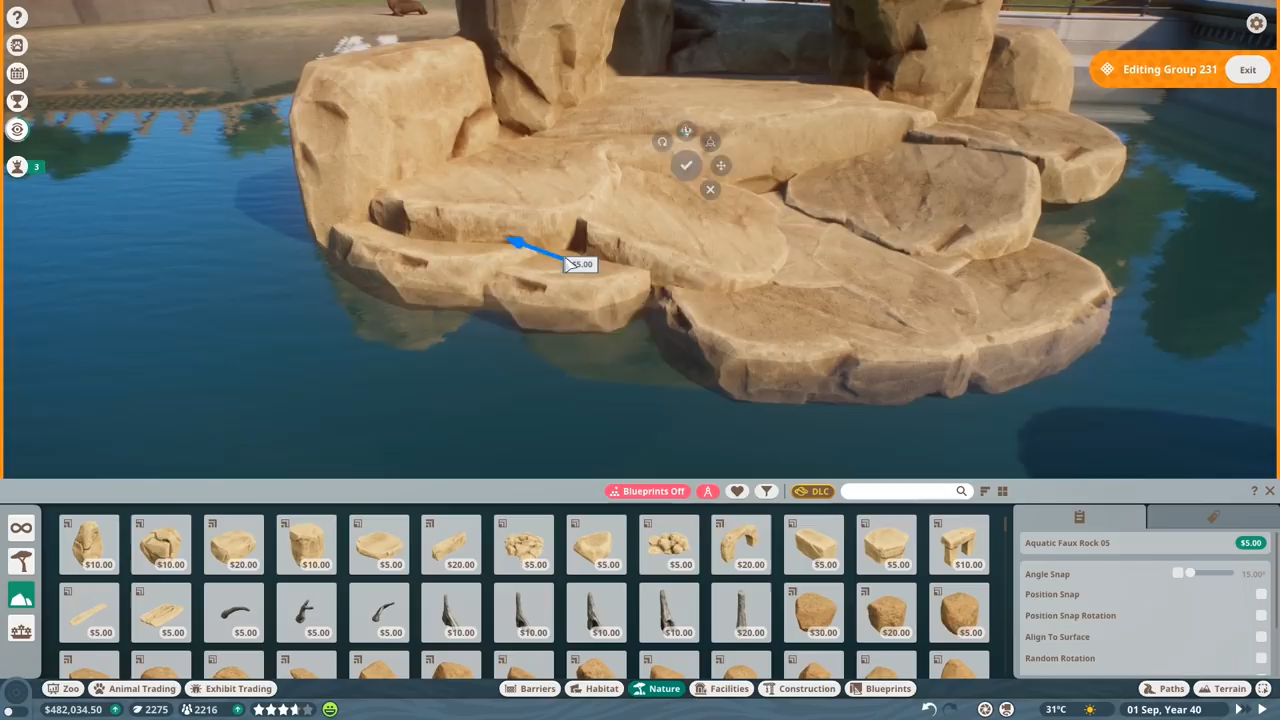 ?
Editing Group 231
Exit
3
$5.00
Blueprints Off
DLC
?
$10.00
$10.00
$20.00
$10.00
$5.00
$20.00
$5.00
$5.00
$5.00
$20.00
$5.00
$5.00
$10.00
$5.00
$5.00
$5.00
$5.00
$5.00
$10.00
$10.00
$10.00
$10.00
$20.00
$30.00
$20.00
$5.00
Aquatic Faux Rock 05
$5.00
Angle Snap
15.00°
Position Snap
Position Snap Rotation
Align To Surface
Random Rotation
Zoo
Animal Trading
Exhibit Trading
Barriers
Habitat
Nature
Facilities
Construction
Blueprints
Paths
Terrain
$482,034.50
2275
2216
31°C
01 Sep, Year 40